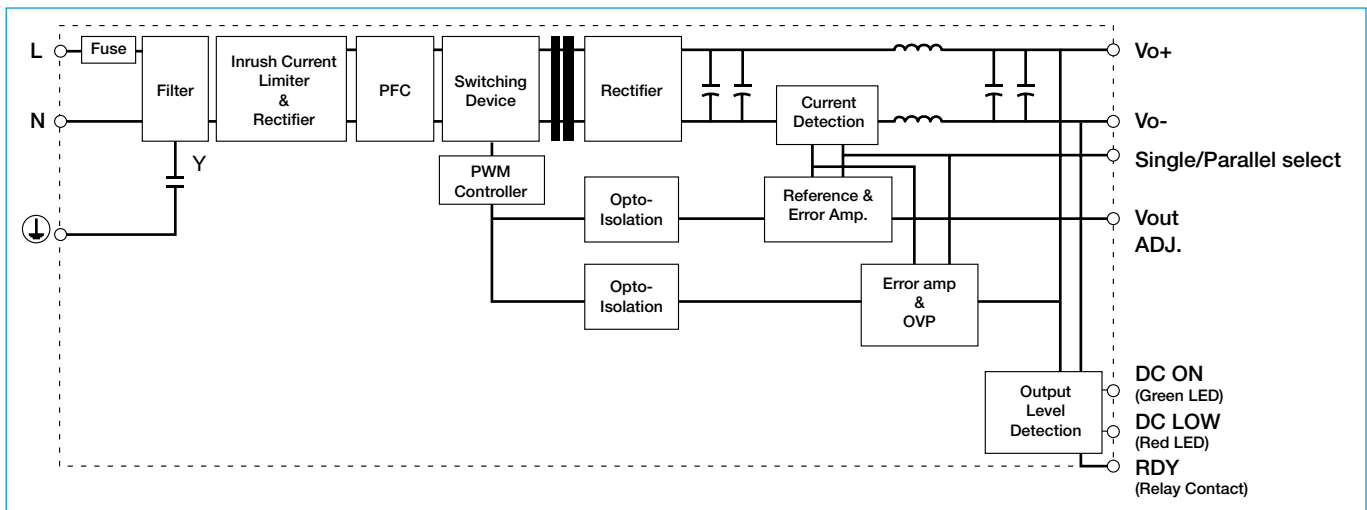 L
Fuse
Filter
Inrush Current
Limiter
&
Rectifier
PFC
Switching
Device
Rectifier
Vo+
N
Current
Detection
Vo-
Y
PWM
Controller
Single/Parallel select
Opto-
Isolation
Reference &
Error Amp.
Vout
ADJ.
Opto-
Isolation
Error amp
&
OVP
Output
Level
Detection
DC ON
(Green LED)
DC LOW
(Red LED)
RDY
(Relay Contact)